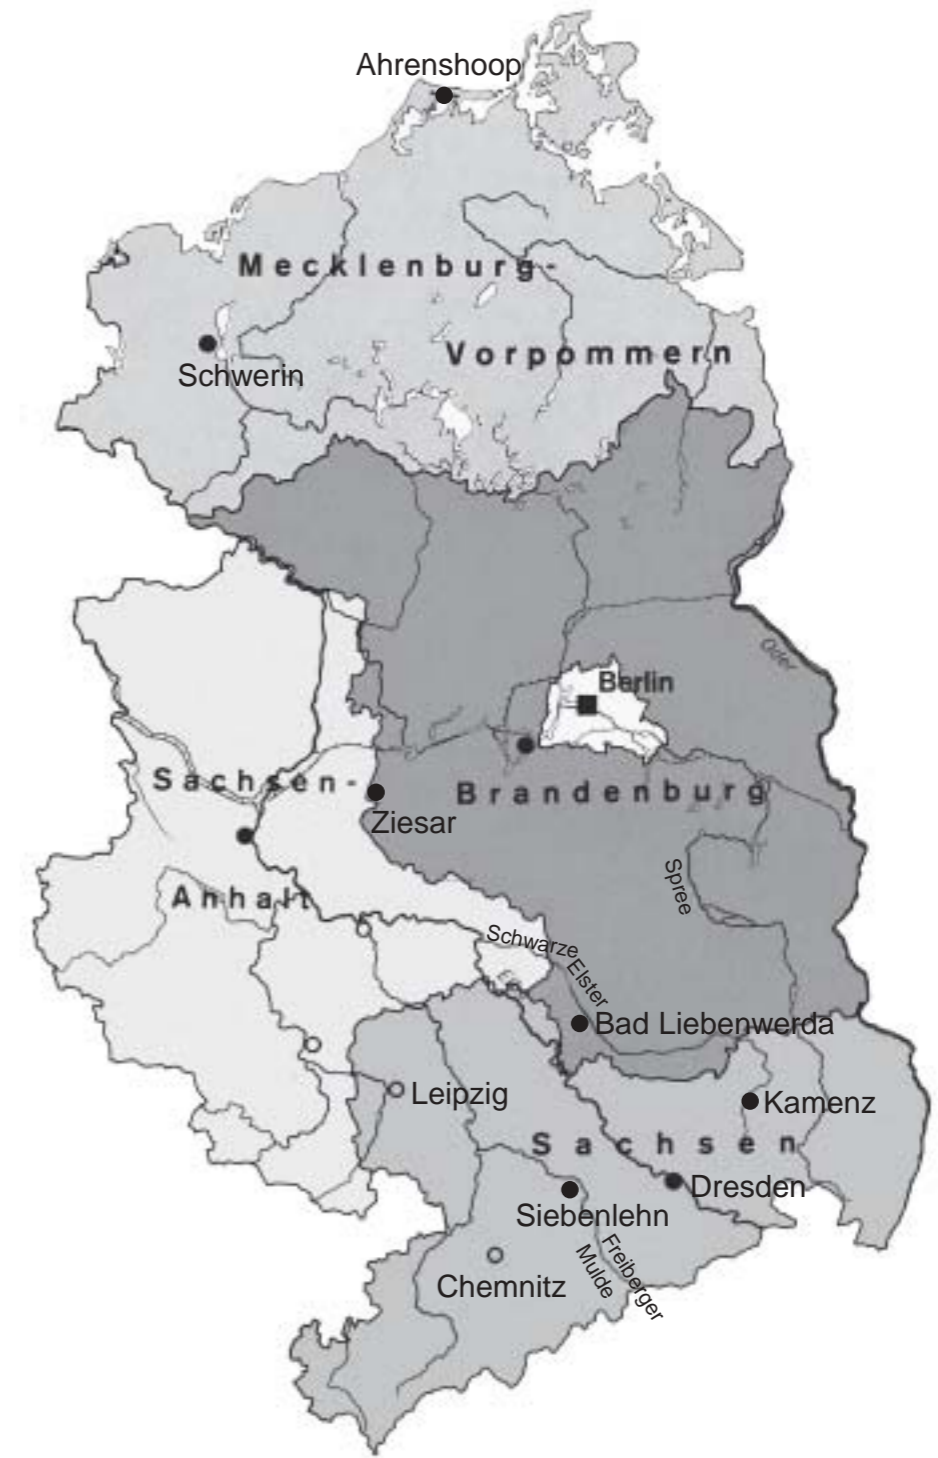 Ahrenshoop
Mecklenburg-
Vorpommern
Schwerin
Oder
Berlin
Sachsen-
Brandenburg
Ziesar
Spree
Anhalt
Schwarze
Elster
Bad Liebenwerda
Leipzig
Kamenz
Sachsen
Dresden
Siebenlehn
Freiberger
Mulde
Chemnitz